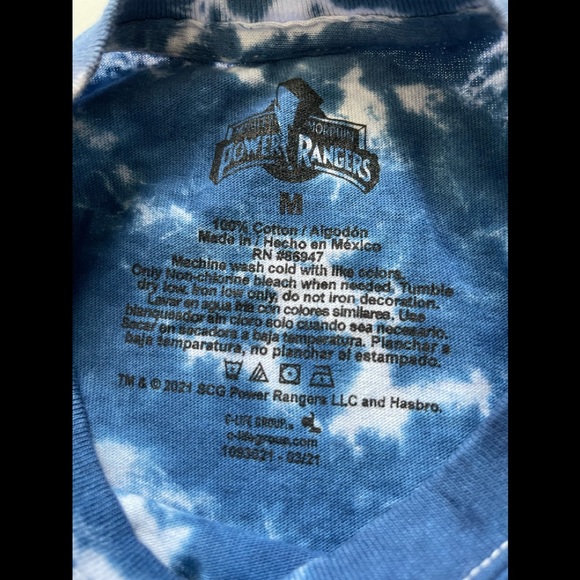 MIGHTY MORPHIN
POWER RANGERS
M
100% Cotton / Algodón
Made in / Hecho en México
RN #86947
Machine wash cold with like colors.
Only Non-chlorine bleach when needed. Tumble
dry low. Iron low only, do not iron decoration.
Lavar en agua fria con colores similares. Use
blanqueador sin cloro solo cuando sea necesario.
Secar en secadora a baja temperatura. Planchar a
baja temparatura, no planchar el estampado.
TM & © 2021 SCG Power Rangers LLC and Hasbro.
C-LIFE GROUP
c-lifegroup.com
1093621 - 03/21